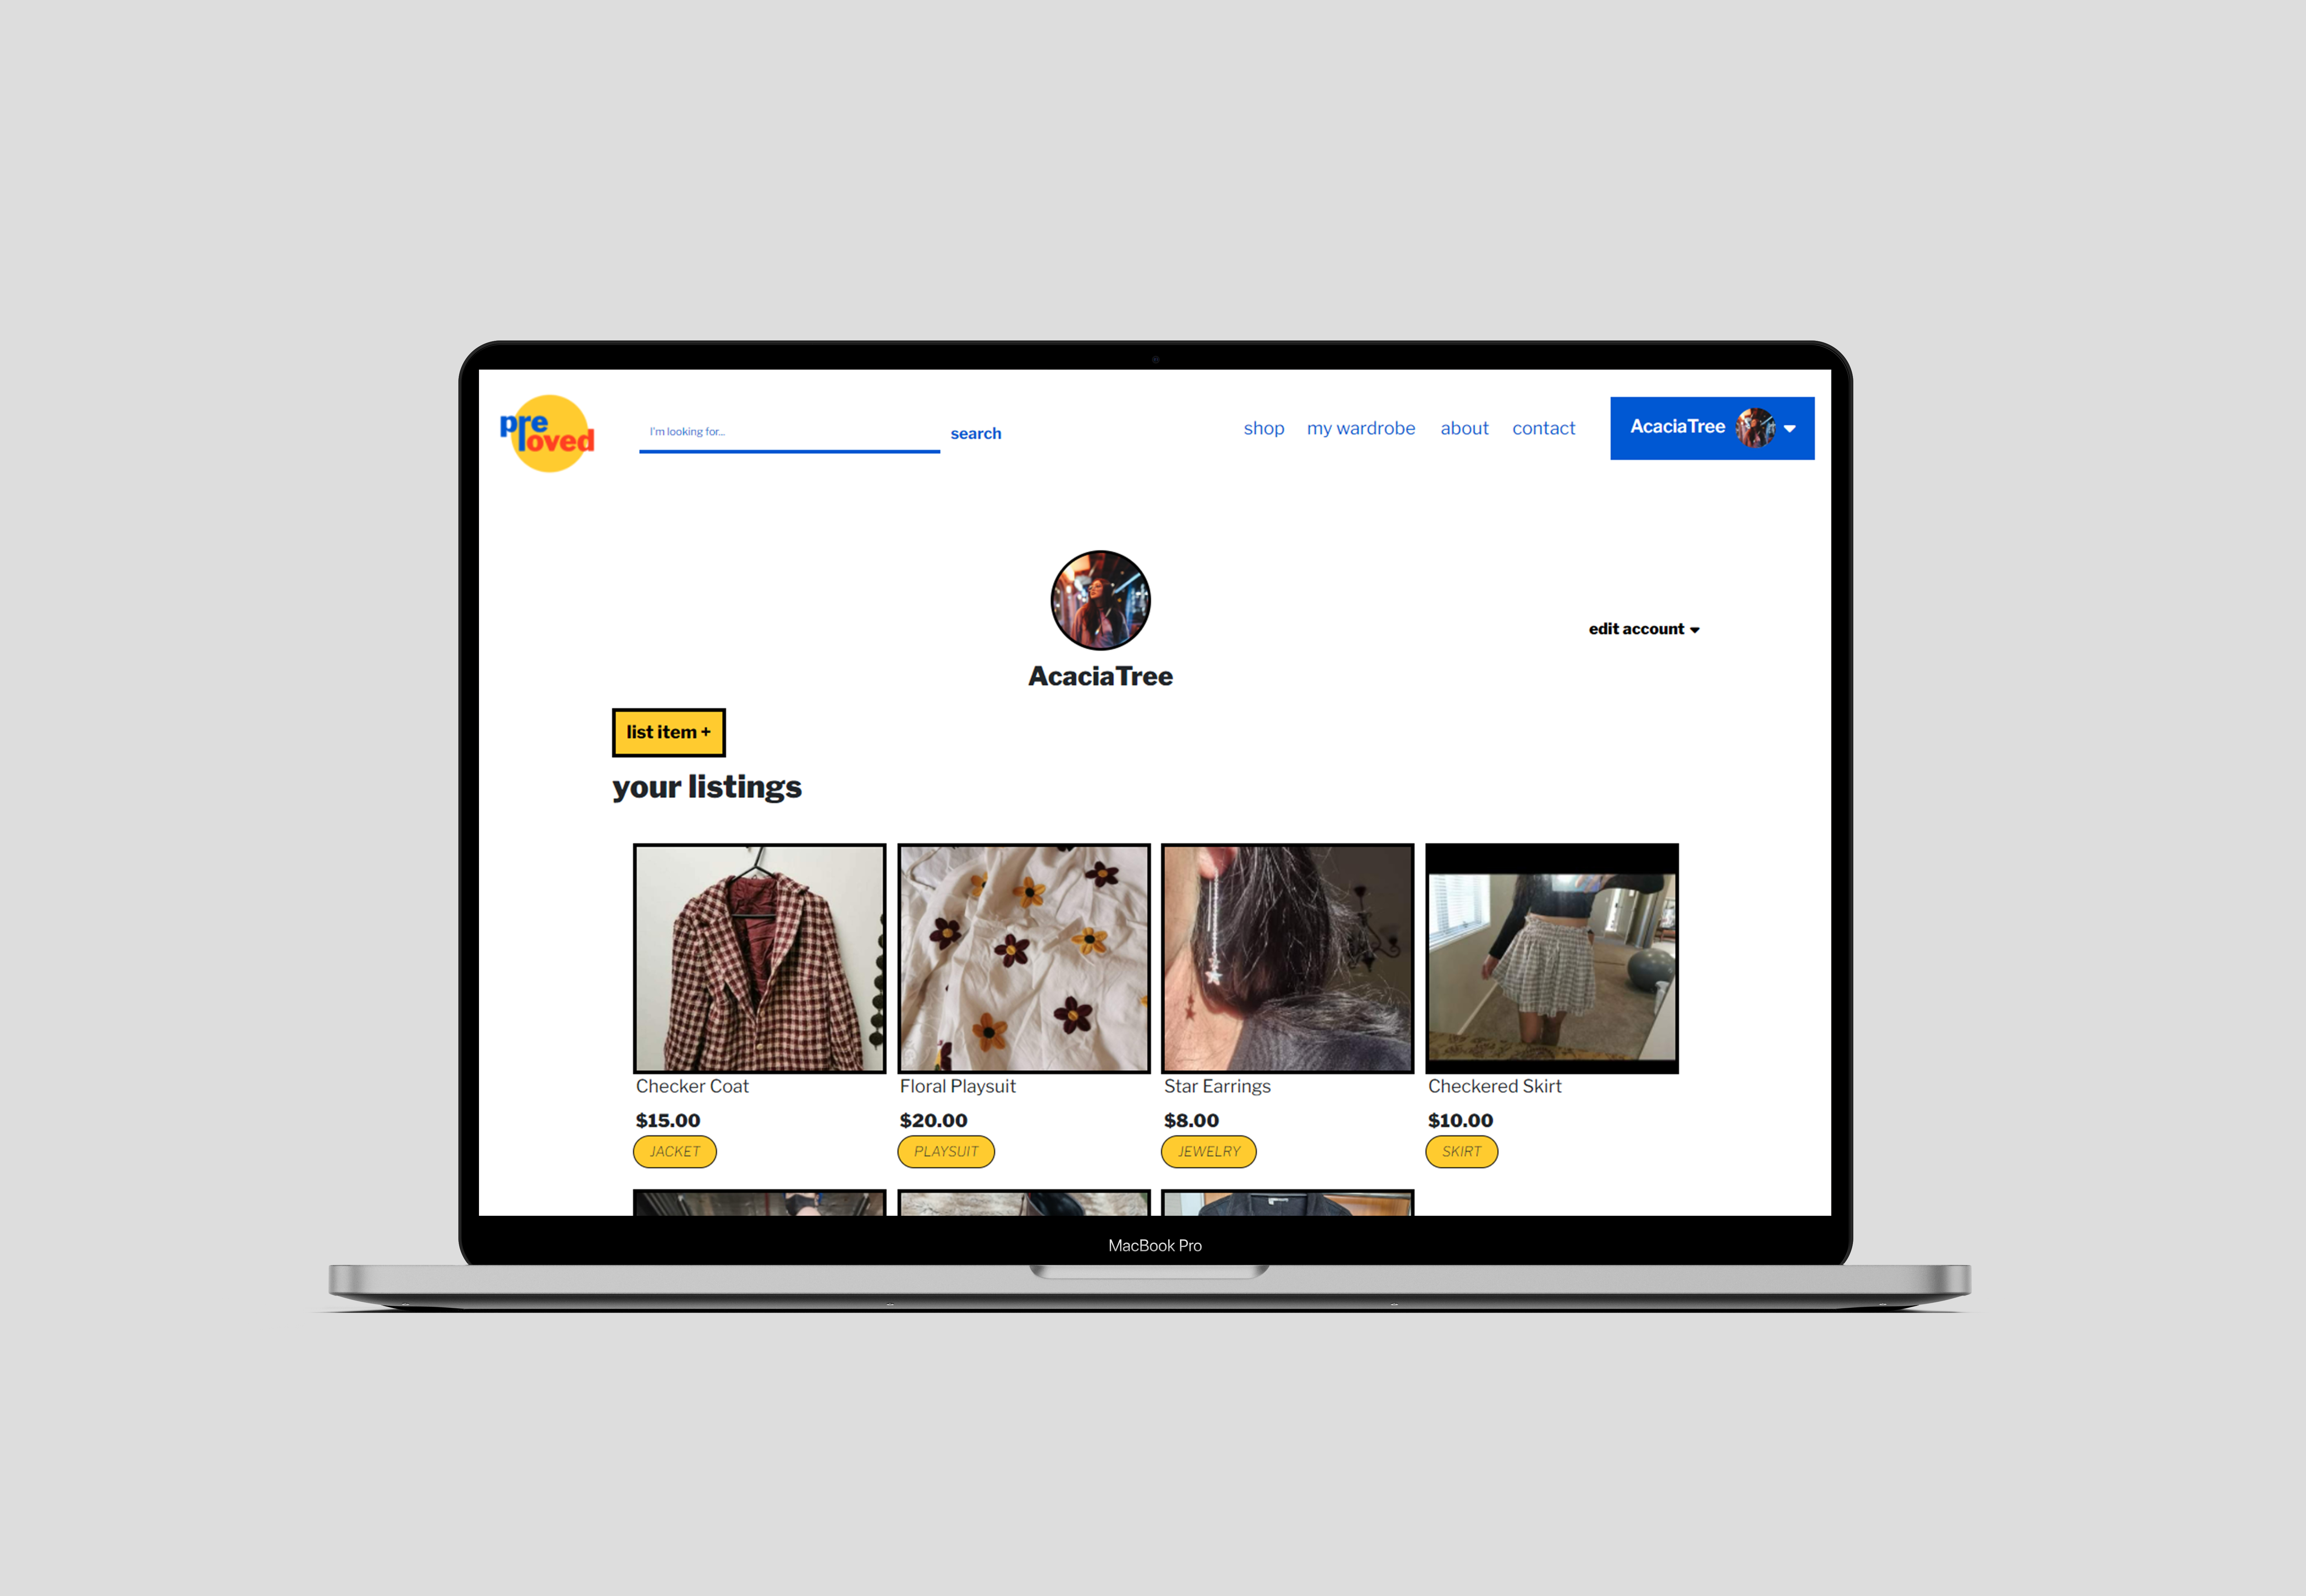 pre
loved
I'm looking for...
search
shop
my wardrobe
about
contact
AcaciaTree
edit account
AcaciaTree
list item +
your listings
Checker Coat
Floral Playsuit
Star Earrings
Checkered Skirt
$15.00
$20.00
$8.00
$10.00
JACKET
PLAYSUIT
JEWELRY
SKIRT
MacBook Pro